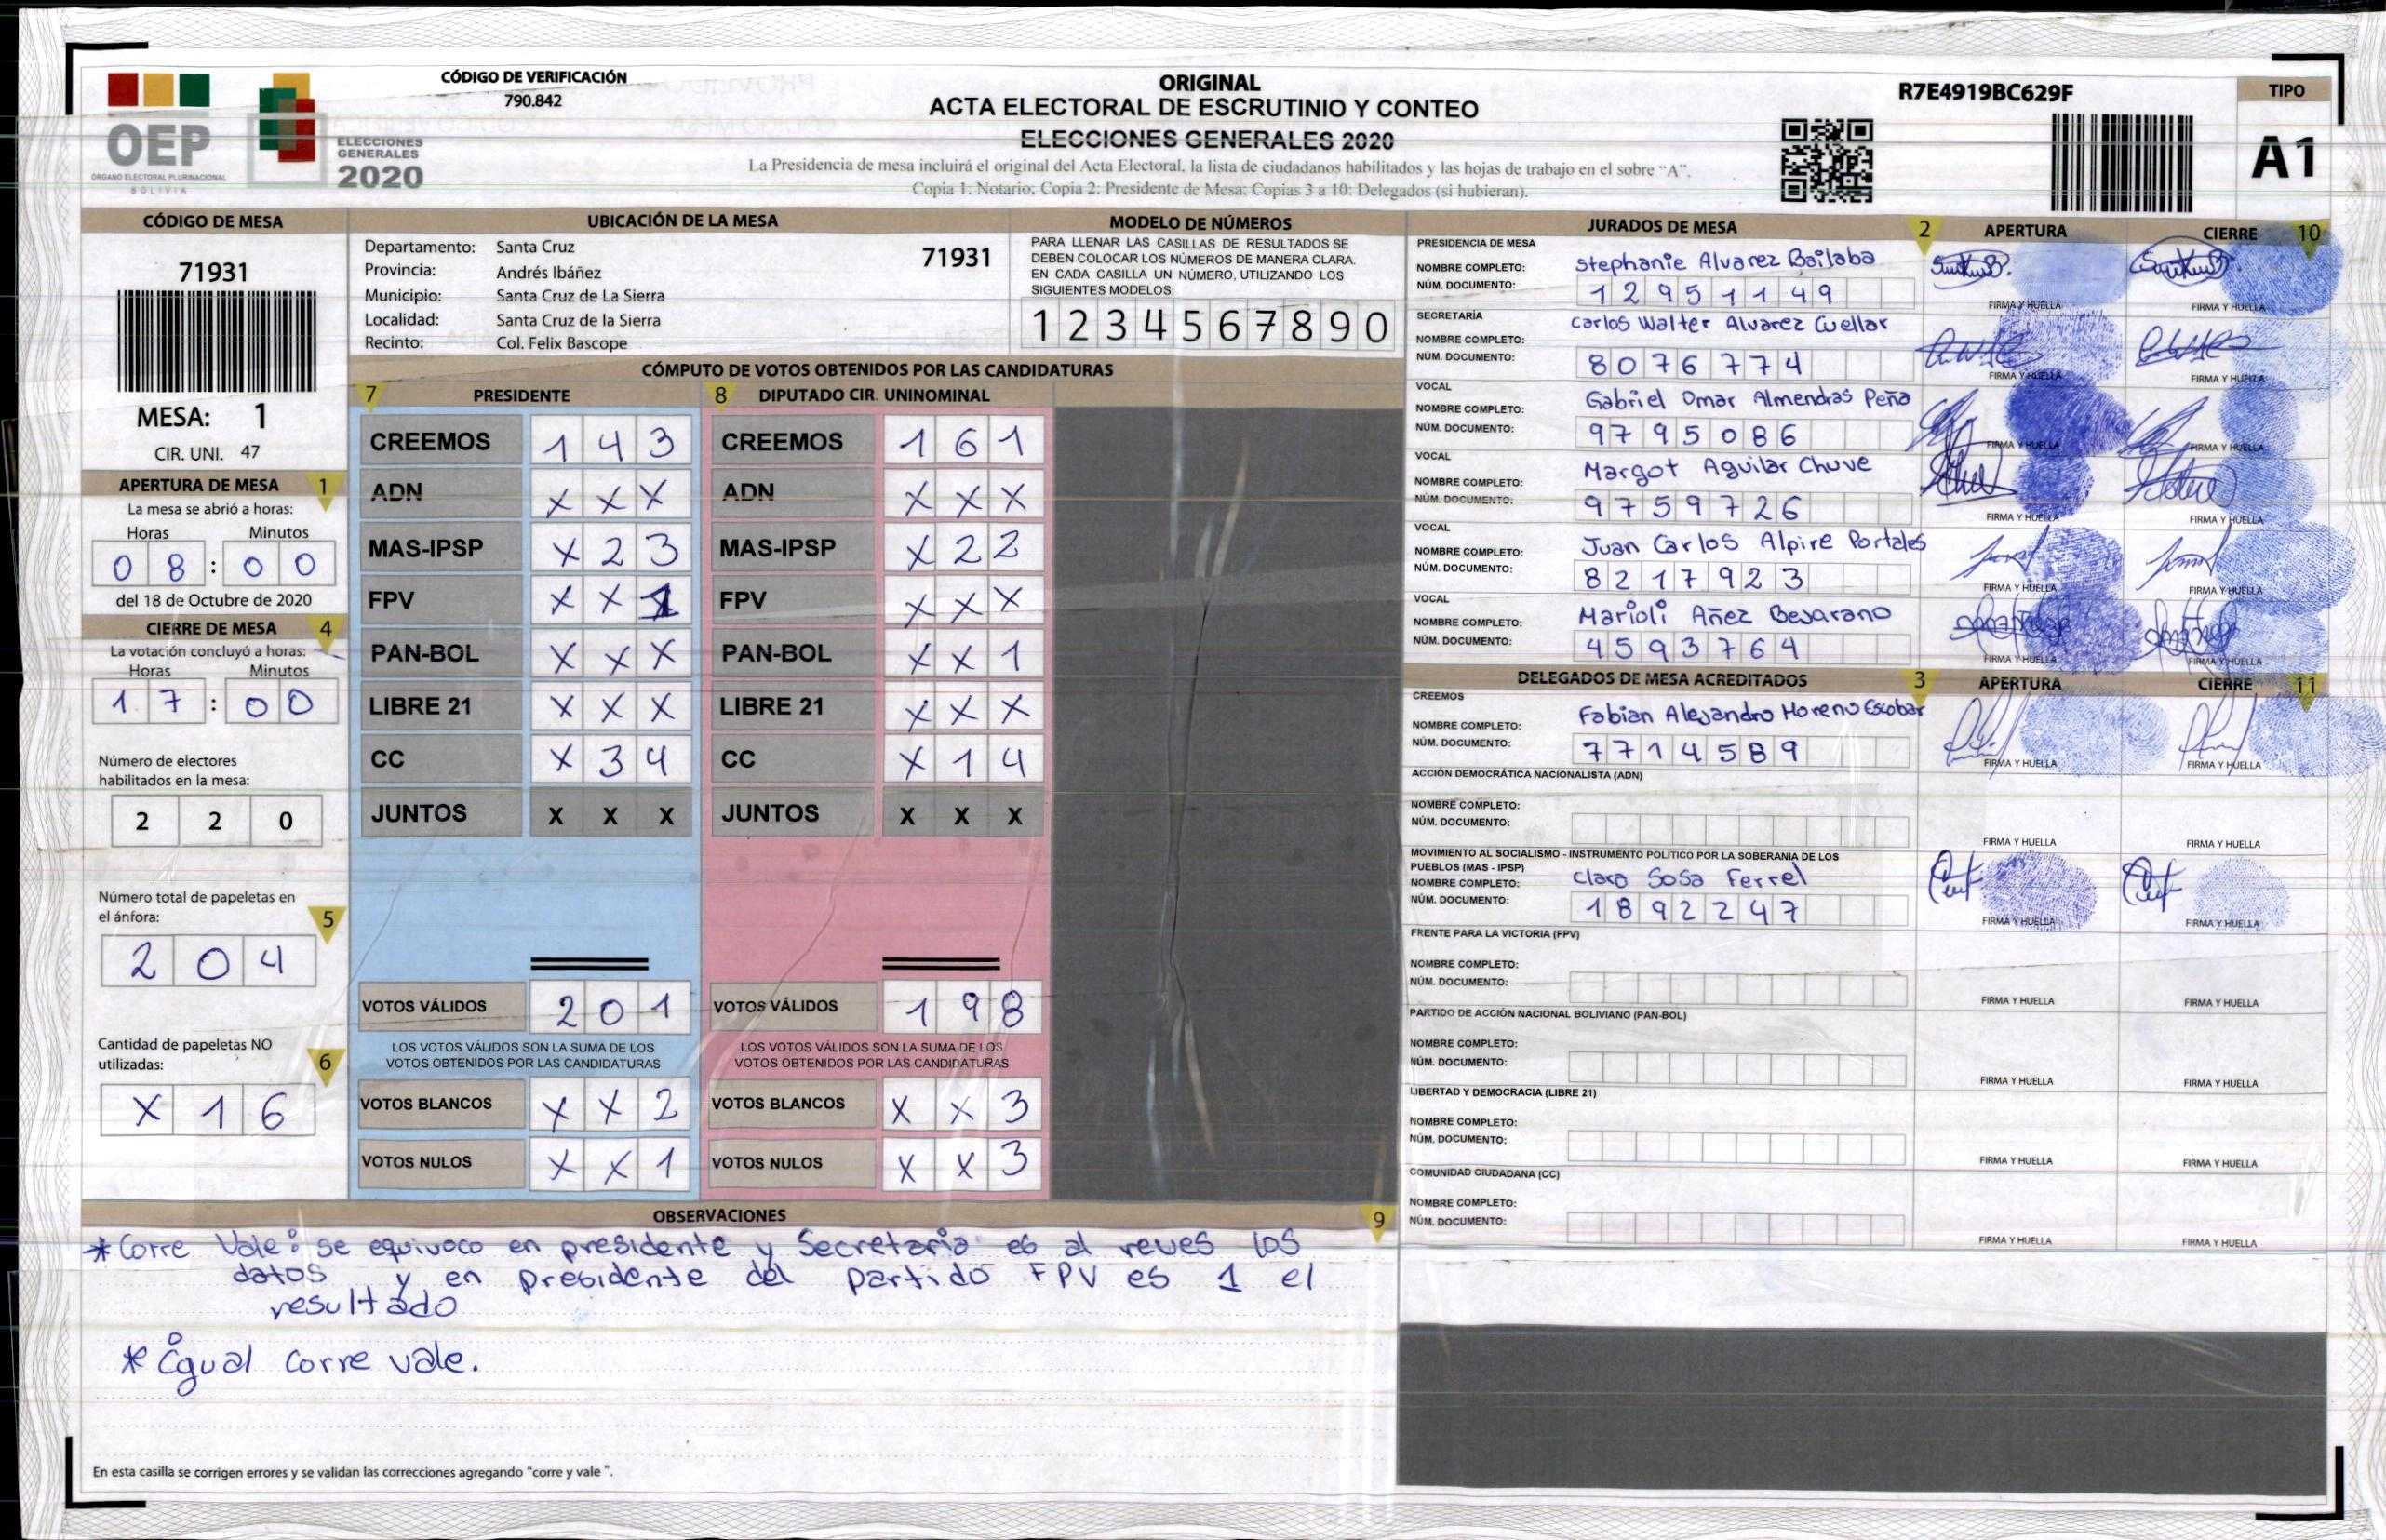 CÓDIGO DE VERIFICACIÓN
790.842
OEP
ÓRGANO ELECTORAL PLURINACIONAL
BOLIVIA
ELECCIONES
GENERALES
2020
ORIGINAL
ACTA ELECTORAL DE ESCRUTINIO Y CONTEO
ELECCIONES GENERALES 2020
La Presidencia de mesa incluirá el original del Acta Electoral, la lista de ciudadanos habilitados y las hojas de trabajo en el sobre "A".
Copia 1: Notario; Copia 2: Presidente de Mesa; Copias 3 a 10: Delegados (si hubieran).
R7E4919BC629F
TIPO
A1
CÓDIGO DE MESA
71931
MESA: 1
CIR. UNI. 47
APERTURA DE MESA 1
La mesa se abrió a horas:
Horas Minutos
0 8 : 0 0
del 18 de Octubre de 2020
CIERRE DE MESA 4
La votación concluyó a horas:
Horas Minutos
1 7 : 0 0
Número de electores
habilitados en la mesa:
2 2 0
Número total de papeletas en
el ánfora: 5
2 0 4
Cantidad de papeletas NO
utilizadas: 6
X 1 6
UBICACIÓN DE LA MESA
Departamento: Santa Cruz 71931
Provincia: Andrés Ibáñez
Municipio: Santa Cruz de La Sierra
Localidad: Santa Cruz de la Sierra
Recinto: Col. Felix Bascope
MODELO DE NÚMEROS
PARA LLENAR LAS CASILLAS DE RESULTADOS SE
DEBEN COLOCAR LOS NÚMEROS DE MANERA CLARA.
EN CADA CASILLA UN NÚMERO, UTILIZANDO LOS
SIGUIENTES MODELOS:
1 2 3 4 5 6 7 8 9 0
CÓMPUTO DE VOTOS OBTENIDOS POR LAS CANDIDATURAS
7 PRESIDENTE 8 DIPUTADO CIR. UNINOMINAL
CREEMOS 1 4 3 CREEMOS 1 6 1
ADN X X X ADN X X X
MAS-IPSP X 2 3 MAS-IPSP X 2 2
FPV X X 1 FPV X X X
PAN-BOL X X X PAN-BOL X X 1
LIBRE 21 X X X LIBRE 21 X X X
CC X 3 4 CC X 1 4
JUNTOS X X X JUNTOS X X X
VOTOS VÁLIDOS 2 0 1 VOTOS VÁLIDOS 1 9 8
LOS VOTOS VÁLIDOS SON LA SUMA DE LOS LOS VOTOS VÁLIDOS SON LA SUMA DE LOS
VOTOS OBTENIDOS POR LAS CANDIDATURAS VOTOS OBTENIDOS POR LAS CANDIDATURAS
VOTOS BLANCOS X X 2 VOTOS BLANCOS X X 3
VOTOS NULOS X X 1 VOTOS NULOS X X 3
OBSERVACIONES 9
* Corre Vale: se equivoco en presidente y Secretaria es al reves los
datos y en presidente del partido FPV es 1 el
resultado
* igual corre vale.
En esta casilla se corrigen errores y se validan las correcciones agregando "corre y vale ".
JURADOS DE MESA 2 APERTURA CIERRE 10
PRESIDENCIA DE MESA
NOMBRE COMPLETO: Stephanie Alvarez Bailaba
NÚM. DOCUMENTO: 1 2 9 5 1 1 4 9
FIRMA Y HUELLA FIRMA Y HUELLA
SECRETARÍA
NOMBRE COMPLETO: Carlos Walter Alvarez Cuellar
NÚM. DOCUMENTO: 8 0 7 6 7 7 4
FIRMA Y HUELLA FIRMA Y HUELLA
VOCAL
NOMBRE COMPLETO: Gabriel Omar Almendras Peña
NÚM. DOCUMENTO: 9 7 9 5 0 8 6
FIRMA Y HUELLA FIRMA Y HUELLA
VOCAL
NOMBRE COMPLETO: Margot Aguilar Chuve
NÚM. DOCUMENTO: 9 7 5 9 7 2 6
FIRMA Y HUELLA FIRMA Y HUELLA
VOCAL
NOMBRE COMPLETO: Juan Carlos Alpire Portales
NÚM. DOCUMENTO: 8 2 1 7 9 2 3
FIRMA Y HUELLA FIRMA Y HUELLA
VOCAL
NOMBRE COMPLETO: Marioli Añez Bejarano
NÚM. DOCUMENTO: 4 5 9 3 7 6 4
FIRMA Y HUELLA FIRMA Y HUELLA
DELEGADOS DE MESA ACREDITADOS 3 APERTURA CIERRE 11
CREEMOS
NOMBRE COMPLETO: Fabian Alejandro Moreno Escobar
NÚM. DOCUMENTO: 7 7 1 4 5 8 9
FIRMA Y HUELLA FIRMA Y HUELLA
ACCIÓN DEMOCRÁTICA NACIONALISTA (ADN)
NOMBRE COMPLETO:
NÚM. DOCUMENTO:
FIRMA Y HUELLA FIRMA Y HUELLA
MOVIMIENTO AL SOCIALISMO - INSTRUMENTO POLÍTICO POR LA SOBERANIA DE LOS
PUEBLOS (MAS - IPSP)
NOMBRE COMPLETO: Clara Sosa Ferrel
NÚM. DOCUMENTO: 1 8 9 2 2 4 7
FIRMA Y HUELLA FIRMA Y HUELLA
FRENTE PARA LA VICTORIA (FPV)
NOMBRE COMPLETO:
NÚM. DOCUMENTO:
FIRMA Y HUELLA FIRMA Y HUELLA
PARTIDO DE ACCIÓN NACIONAL BOLIVIANO (PAN-BOL)
NOMBRE COMPLETO:
NÚM. DOCUMENTO:
FIRMA Y HUELLA FIRMA Y HUELLA
LIBERTAD Y DEMOCRACIA (LIBRE 21)
NOMBRE COMPLETO:
NÚM. DOCUMENTO:
FIRMA Y HUELLA FIRMA Y HUELLA
COMUNIDAD CIUDADANA (CC)
NOMBRE COMPLETO:
NÚM. DOCUMENTO:
FIRMA Y HUELLA FIRMA Y HUELLA